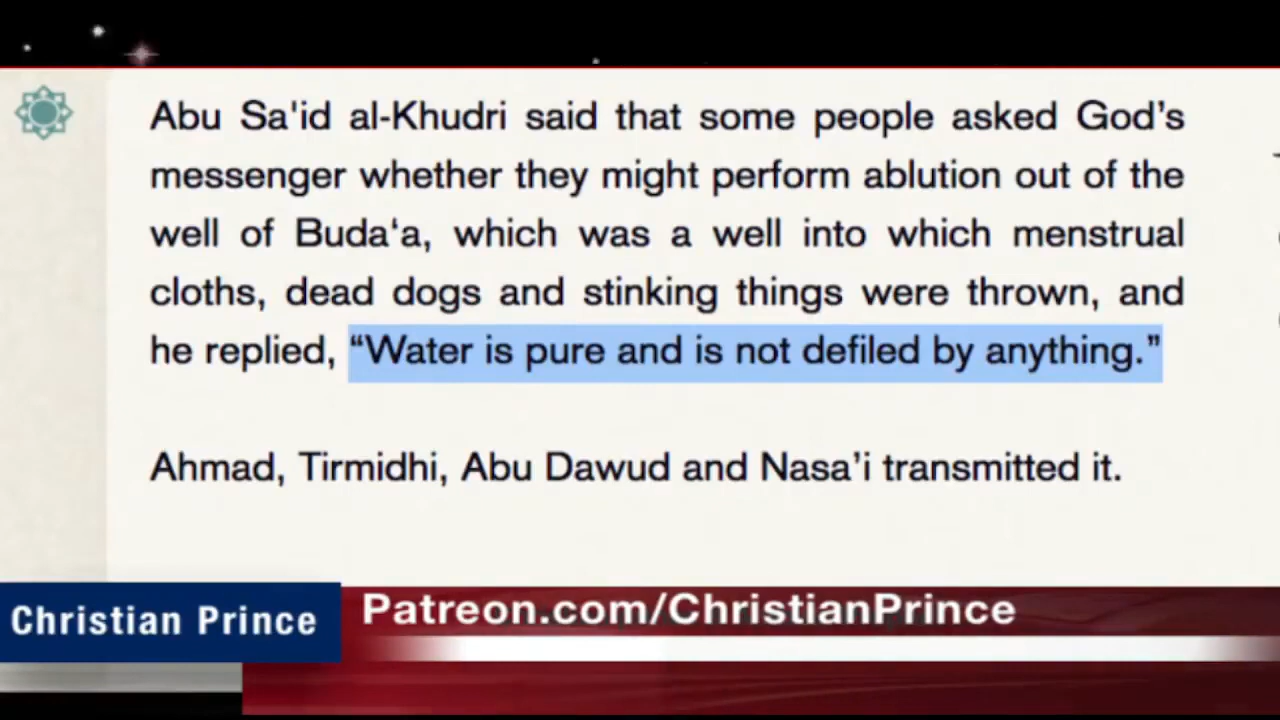 Abu Sa'id al-Khudri said that some people asked God’s
messenger whether they might perform ablution out of the
well of Buda‘a, which was a well into which menstrual
cloths, dead dogs and stinking things were thrown, and
he replied, “Water is pure and is not defiled by anything.”
Ahmad, Tirmidhi, Abu Dawud and Nasa’i transmitted it.
Christian Prince
Patreon.com/ChristianPrince